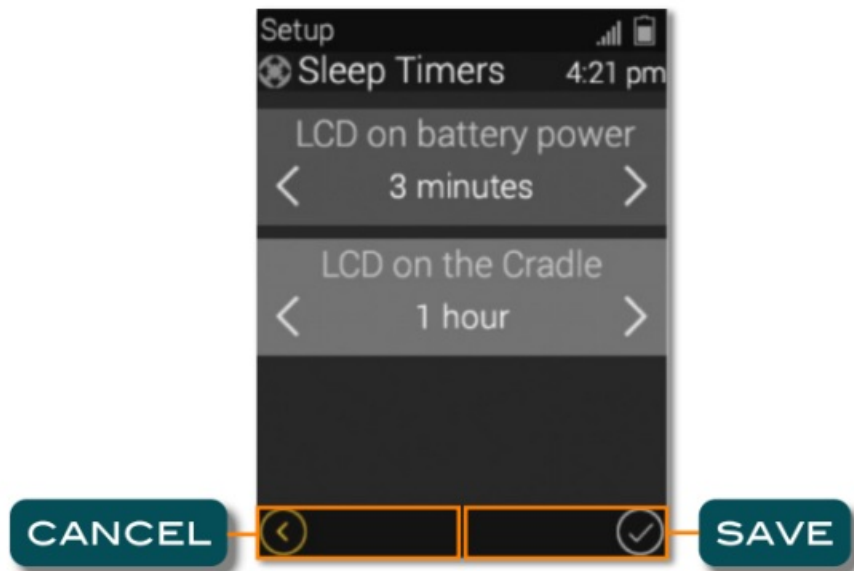 Setup
Sleep Timers 4:21 pm
LCD on battery power
3 minutes
LCD on the Cradle
1 hour
CANCEL
SAVE